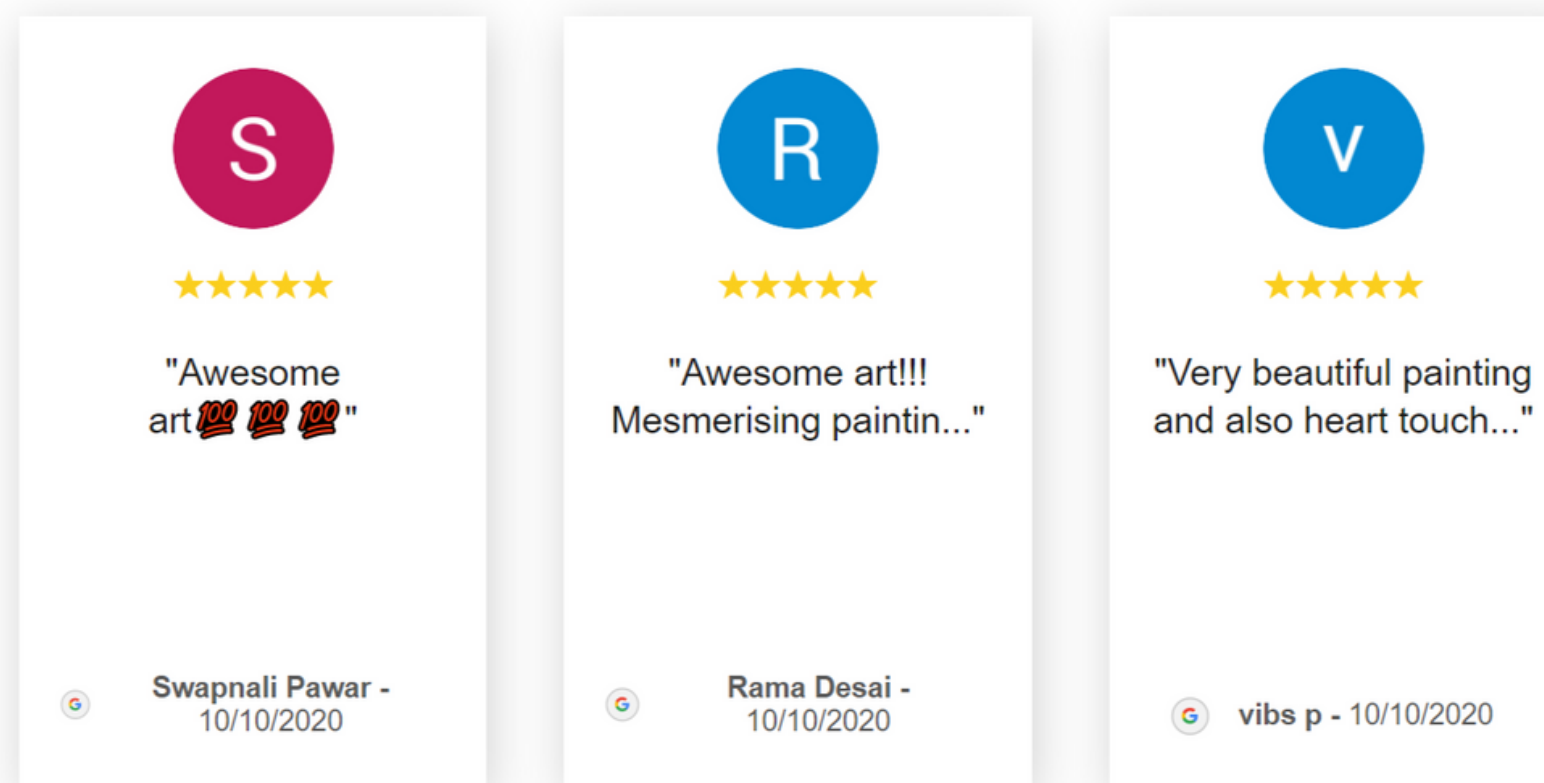 S
★★★★★
"Awesome
art💯 💯 💯"
Swapnali Pawar -
10/10/2020
R
★★★★★
"Awesome art!!!
Mesmerising paintin..."
Rama Desai -
10/10/2020
v
★★★★★
"Very beautiful painting
and also heart touch..."
vibs p - 10/10/2020